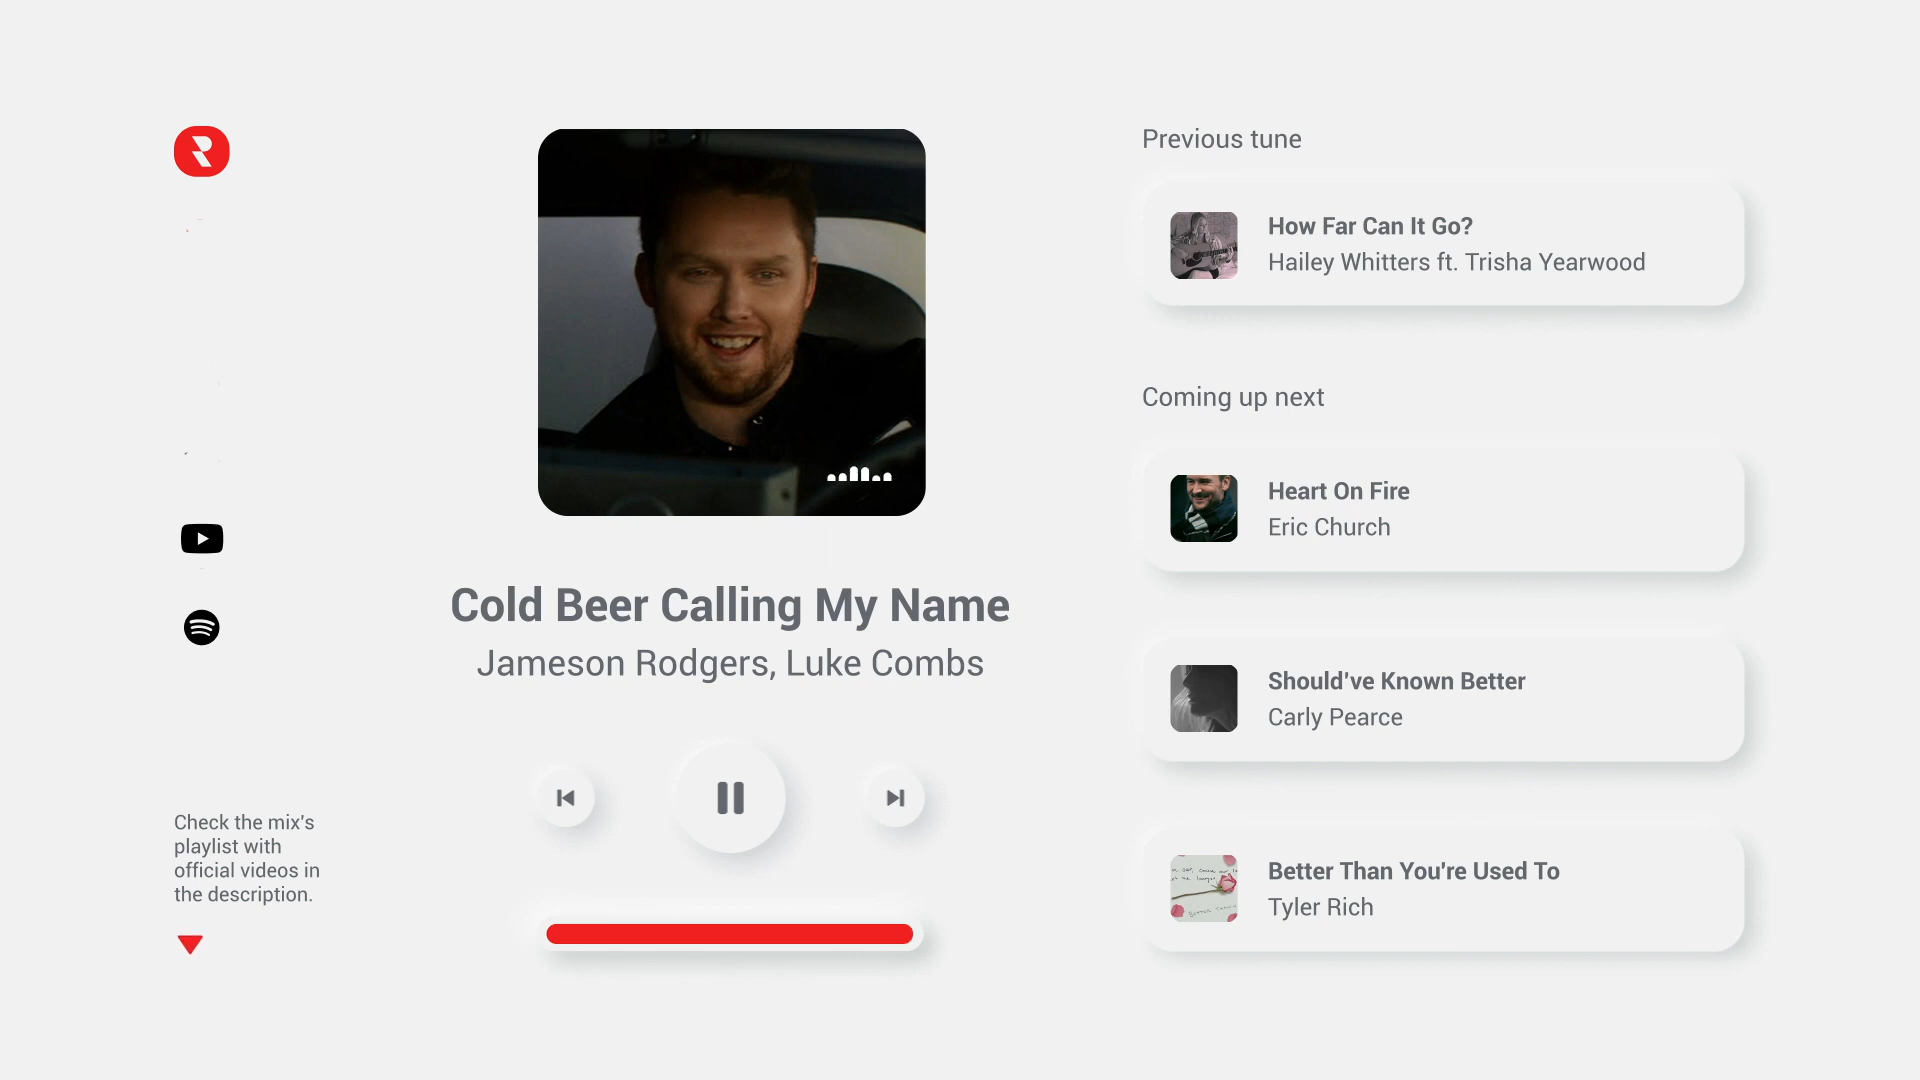 Check the mix's
playlist with
official videos in
the description.
Cold Beer Calling My Name
Jameson Rodgers, Luke Combs
Previous tune
How Far Can It Go?
Hailey Whitters ft. Trisha Yearwood
Coming up next
Heart On Fire
Eric Church
Should've Known Better
Carly Pearce
Better Than You're Used To
Tyler Rich